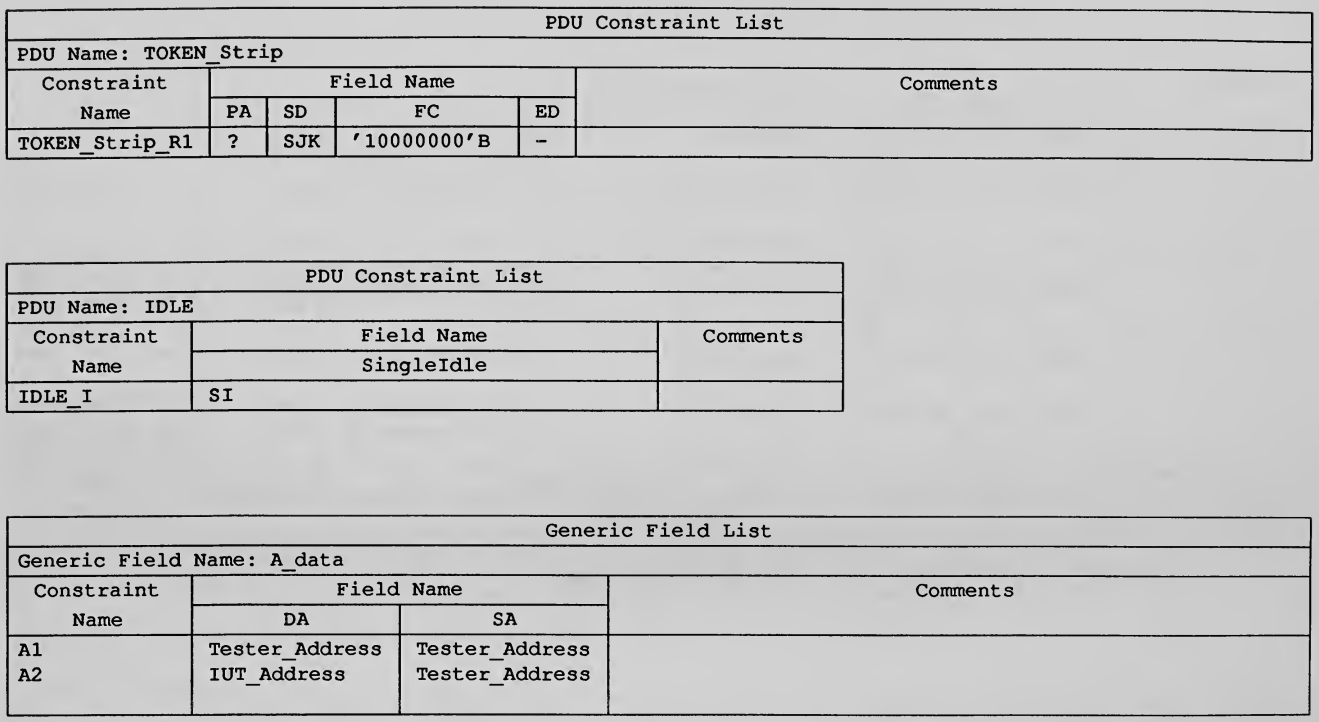 PDU Constraint List
PDU Name: TOKEN_Strip
Constraint Field Name Comments
Name PA SD FC ED
TOKEN_Strip_R1 ? SJK '10000000'B –
PDU Constraint List
PDU Name: IDLE
Constraint Field Name Comments
Name SingleIdle
IDLE_I SI
Generic Field List
Generic Field Name: A_data
Constraint Field Name Comments
Name DA SA
A1 Tester_Address Tester_Address
A2 IUT_Address Tester_Address